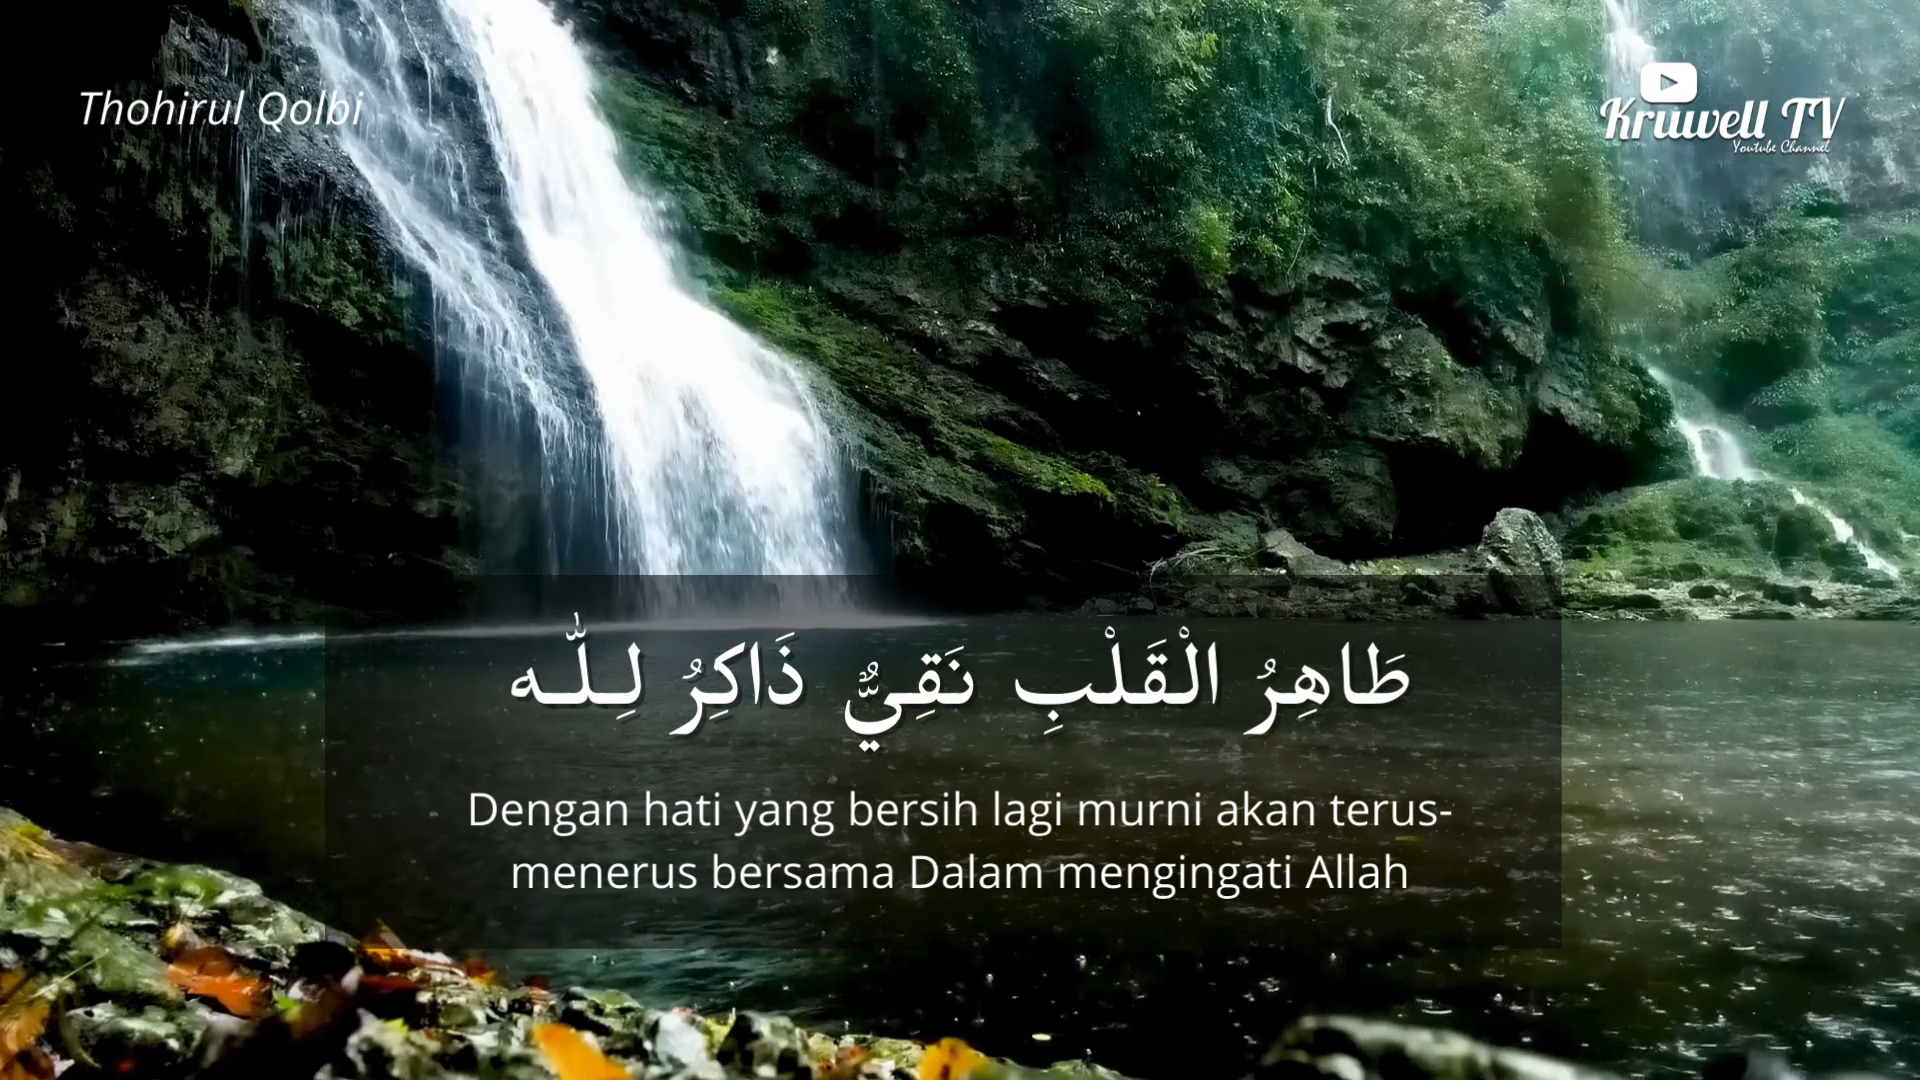 Thohirul Qolbi
Kruwell TV
Youtube Channel
طَاهِرُ الْقَلْبِ نَقِيٌّ ذَاكِرُ لِلّٰه
Dengan hati yang bersih lagi murni akan terus-
menerus bersama Dalam mengingati Allah